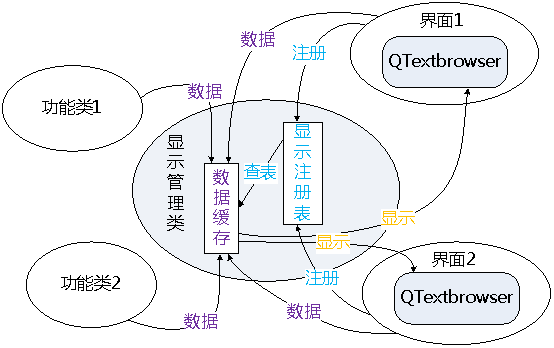 界面1
数据
注册
QTextbrowser
功能类1
数据
显示管理类
显示注册表
查表
数据缓存
显示
显示
界面2
注册
功能类2
QTextbrowser
数据
数据